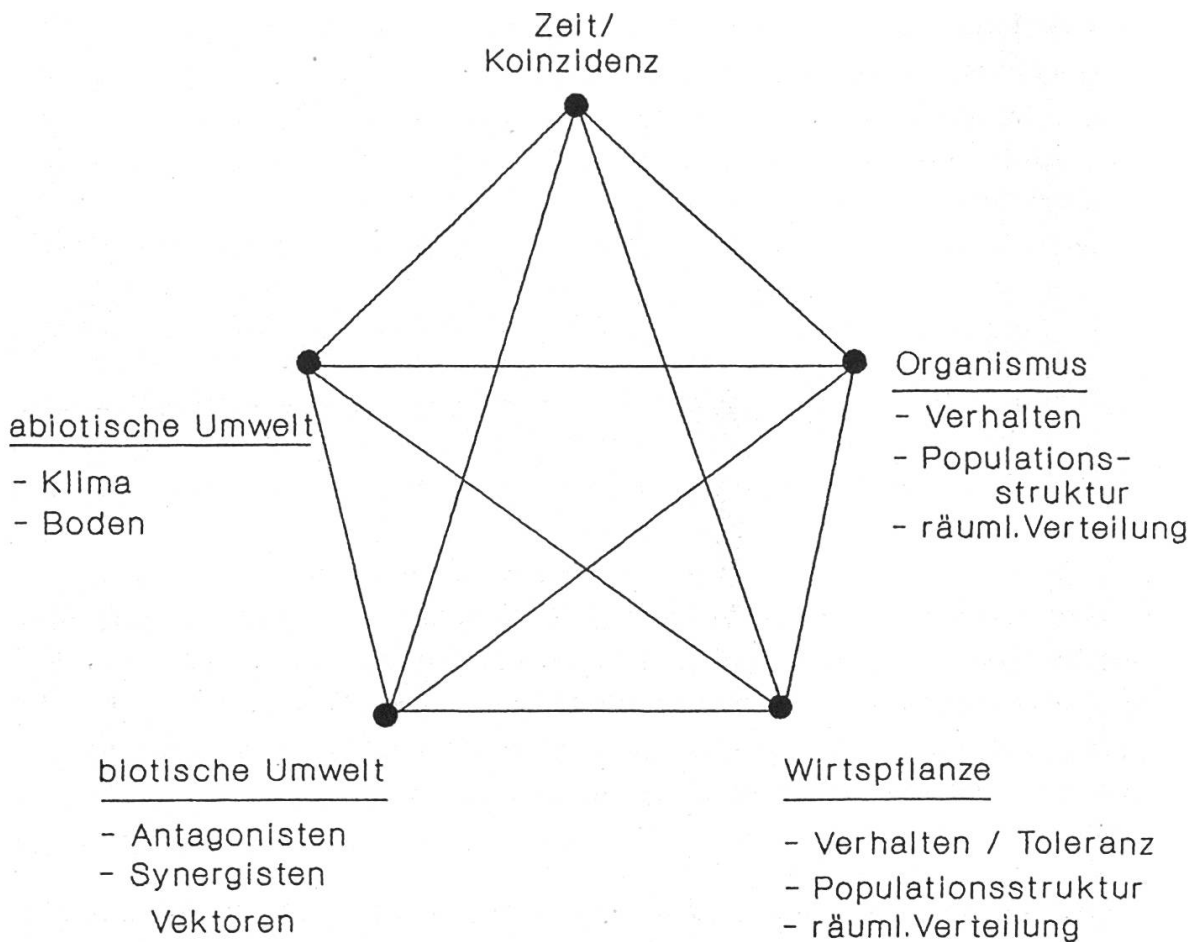 Zeit/
Koinzidenz
abiotische Umwelt
- Klima
- Boden
Organismus
- Verhalten
- Populations-
struktur
- räuml.Verteilung
biotische Umwelt
- Antagonisten
- Synergisten
Vektoren
Wirtspflanze
- Verhalten / Toleranz
- Populationsstruktur
- räuml.Verteilung